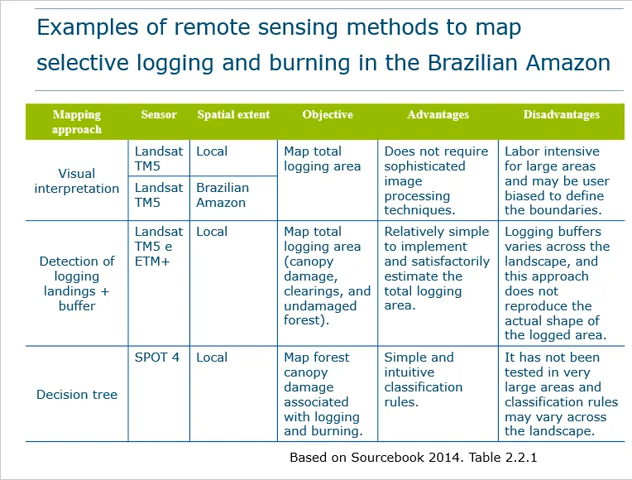 Examples of remote sensing methods to map
selective logging and burning in the Brazilian Amazon
Mapping
approach
Sensor
Spatial extent
Objective
Advantages
Disadvantages
Visual
interpretation
Landsat
TM5
Local
Landsat
TM5
Brazilian
Amazon
Map total
logging area
Does not require
sophisticated
image
processing
techniques.
Labor intensive
for large areas
and may be user
biased to define
the boundaries.
Detection of
logging
landings +
buffer
Landsat
TM5 e
ETM+
Local
Map total
logging area
(canopy
damage,
clearings, and
undamaged
forest).
Relatively simple
to implement
and satisfactorily
estimate the
total logging
area.
Logging buffers
varies across the
landscape, and
this approach
does not
reproduce the
actual shape of
the logged area.
Decision tree
SPOT 4
Local
Map forest
canopy
damage
associated
with logging
and burning.
Simple and
intuitive
classification
rules.
It has not been
tested in very
large areas and
classification rules
may vary across
the landscape.
Based on Sourcebook 2014. Table 2.2.1